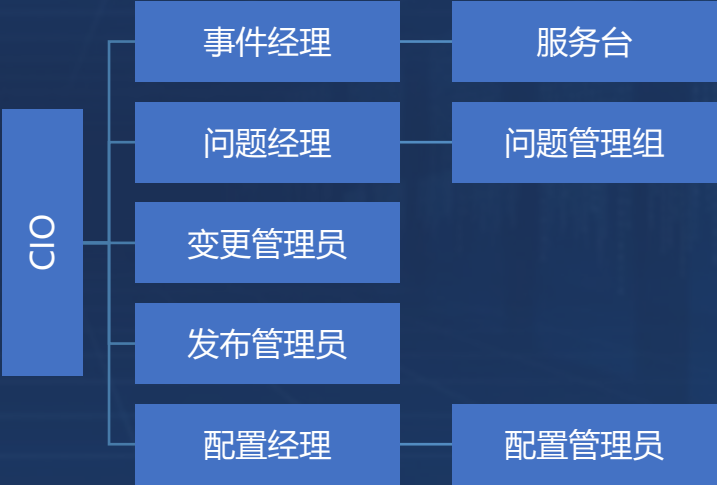 CIO
事件经理
服务台
问题经理
问题管理组
变更管理员
发布管理员
配置经理
配置管理员